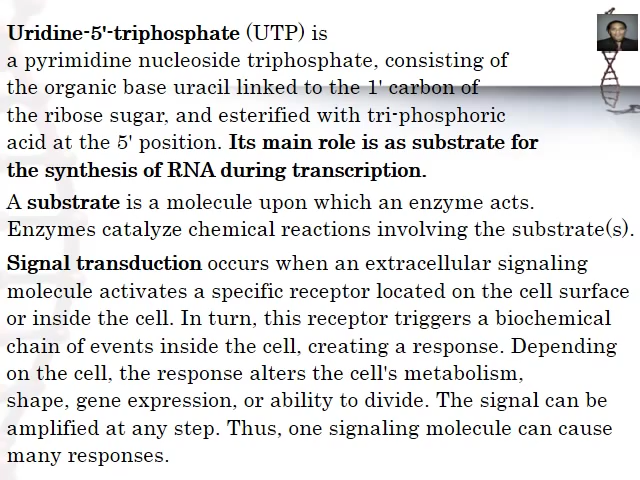 Uridine-5'-triphosphate (UTP) is
a pyrimidine nucleoside triphosphate, consisting of
the organic base uracil linked to the 1' carbon of
the ribose sugar, and esterified with tri-phosphoric
acid at the 5' position. Its main role is as substrate for
the synthesis of RNA during transcription.
A substrate is a molecule upon which an enzyme acts.
Enzymes catalyze chemical reactions involving the substrate(s).
Signal transduction occurs when an extracellular signaling
molecule activates a specific receptor located on the cell surface
or inside the cell. In turn, this receptor triggers a biochemical
chain of events inside the cell, creating a response. Depending
on the cell, the response alters the cell's metabolism,
shape, gene expression, or ability to divide. The signal can be
amplified at any step. Thus, one signaling molecule can cause
many responses.